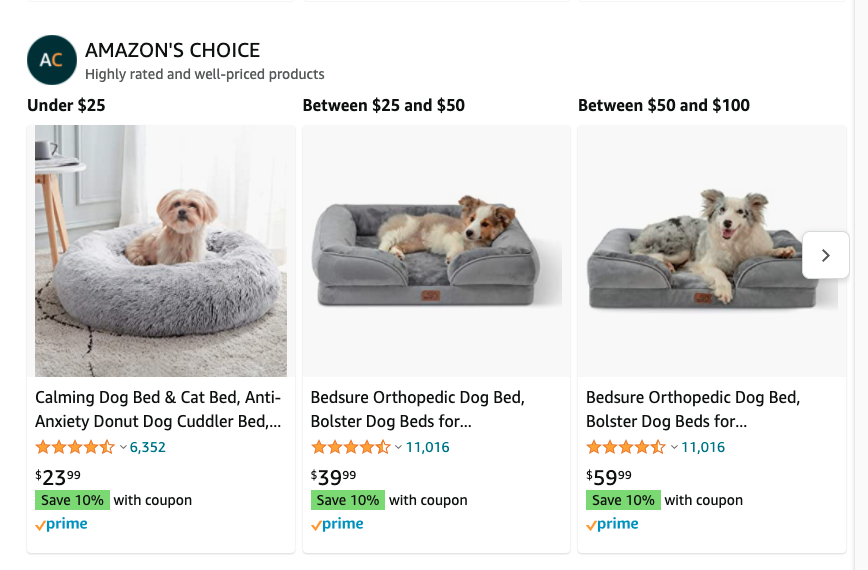 AC
AMAZON'S CHOICE
Highly rated and well-priced products
Under $25
Between $25 and $50
Between $50 and $100
Calming Dog Bed & Cat Bed, Anti-
Anxiety Donut Dog Cuddler Bed,...
6,352
$23.99
Save 10% with coupon
prime
Bedsure Orthopedic Dog Bed,
Bolster Dog Beds for...
11,016
$39.99
Save 10% with coupon
prime
Bedsure Orthopedic Dog Bed,
Bolster Dog Beds for...
11,016
$59.99
Save 10% with coupon
prime